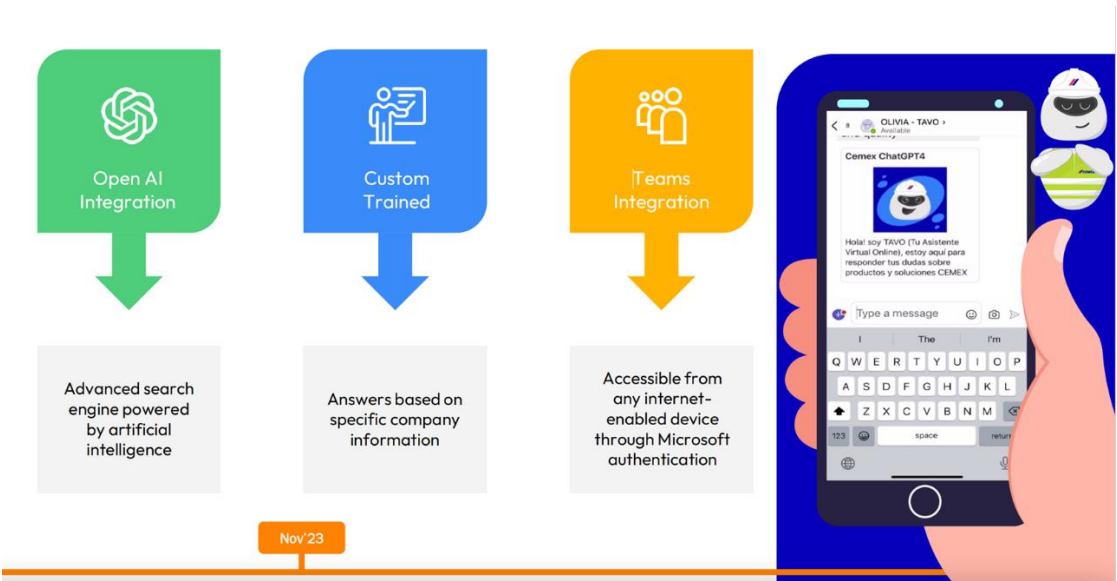 Open AI
Integration
Custom
Trained
Teams
Integration
Advanced search
engine powered
by artificial
intelligence
Answers based on
specific company
information
Accessible from
any internet-
enabled device
through Microsoft
authentication
Nov'23
8
OLIVIA - TAVO >
Available
and quality
Cemex ChatGPT4
Hola! soy TAVO (Tu Asistente
Virtual Online), estoy aquí para
responder tus dudas sobre
productos y soluciones CEMEX
Type a message
I The I'm
Q W E R T Y U I O P
A S D F G H J K L
Z X C V B N M
123 space return